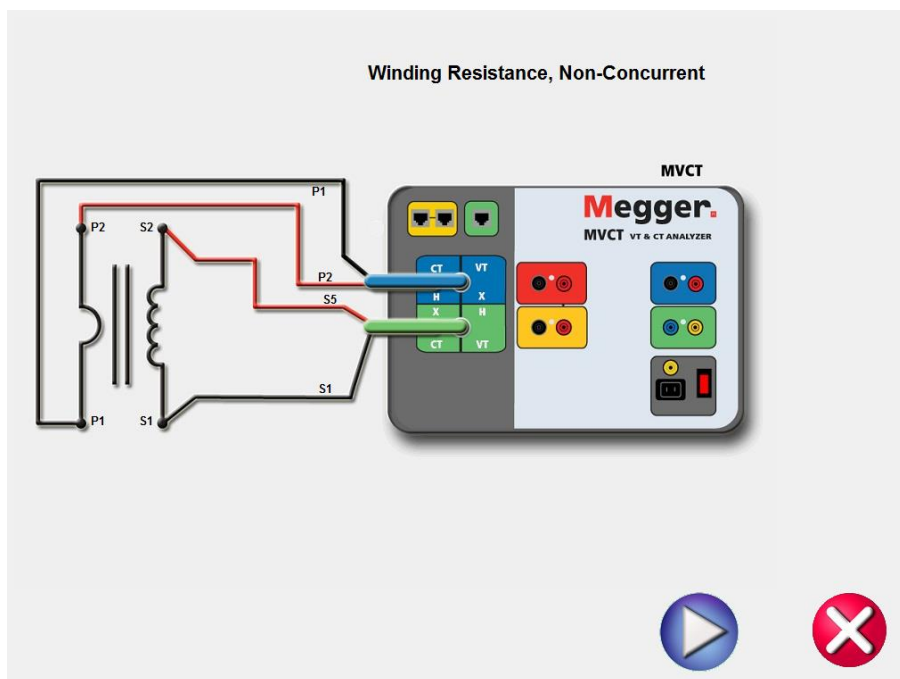 Winding Resistance, Non-Concurrent
MVCT
P1
Megger.
MVCT VT & CT ANALYZER
P2
S2
CT
VT
P2
H
X
S5
X
H
CT
VT
S1
P1
S1